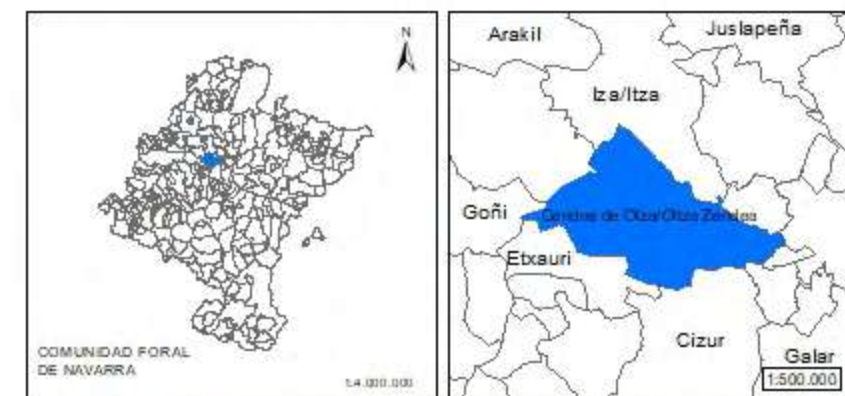 N
COMUNIDAD FORAL
DE NAVARRA
1:4.000.000
Arakil
Juslapeña
Iza/Itza
Goñi
Cendea de Olza/Oltza Zendea
Etxauri
Cizur
Galar
1:500.000